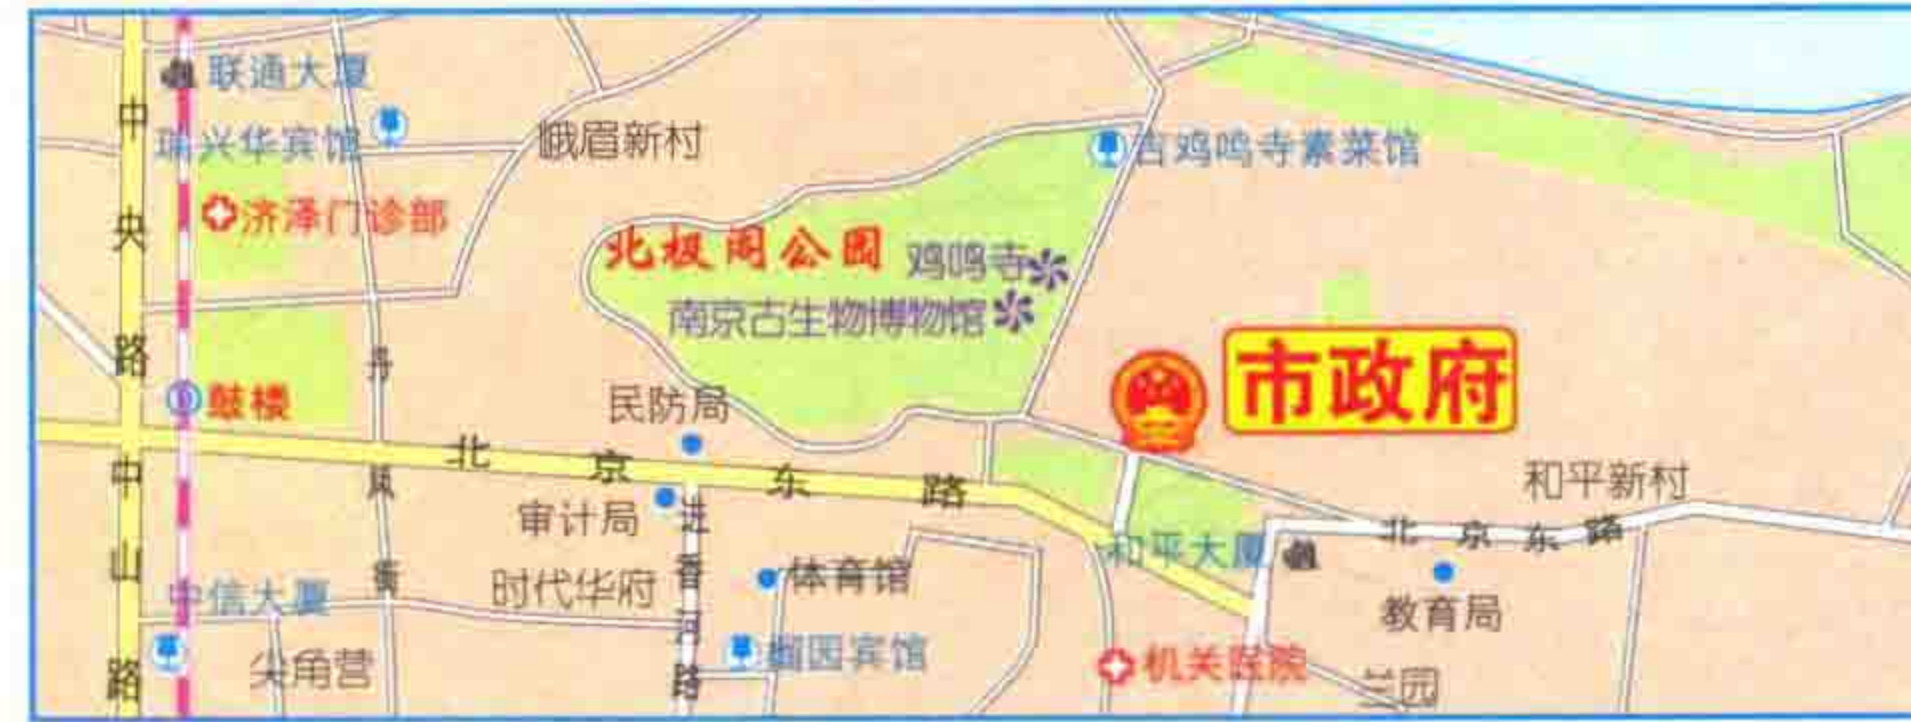 联通大厦
瑞兴华宾馆
峨眉新村
古鸡鸣寺素菜馆
济泽门诊部
北极阁公园
鸡鸣寺
南京古生物博物馆
市政府
民防局
鼓楼
中央路
北京东路
丹凤街
和平新村
审计局
进香河路
和平大厦
北京东路
体育馆
时代华府
中信大厦
教育局
中山路
尖角营
榴园宾馆
机关医院
兰园